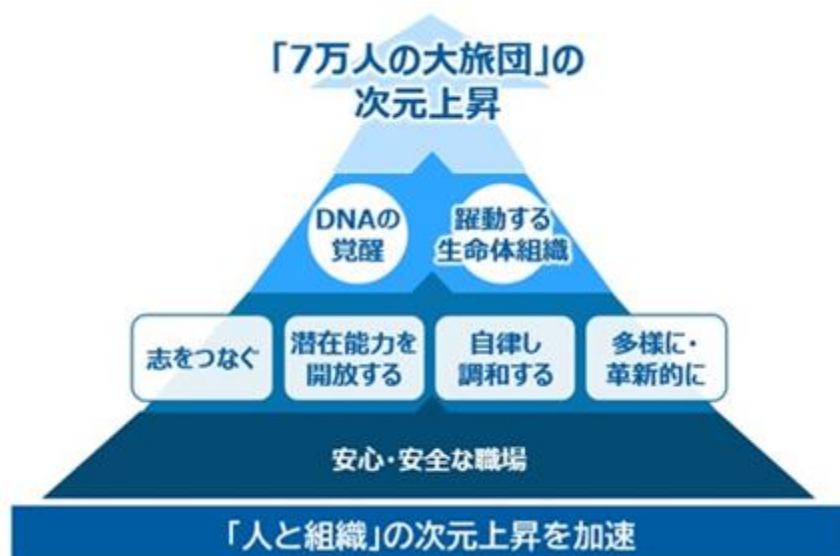 「7万人の大旅団」の
次元上昇
DNAの
覚醒
躍動する
生命体組織
志をつなぐ
潜在能力を
開放する
自律し
調和する
多様に・
革新的に
安心・安全な職場
「人と組織」の次元上昇を加速